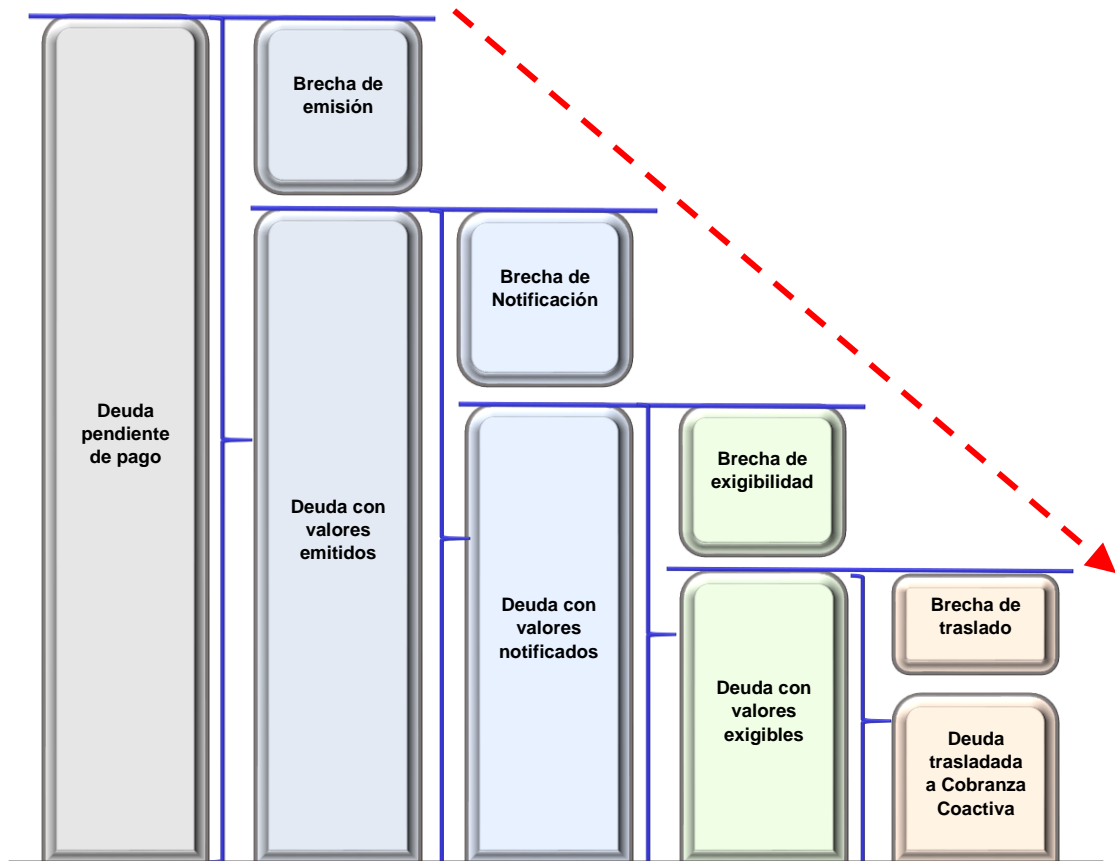 Brecha de
emisión
Brecha de
Notificación
Deuda
pendiente
de pago
Brecha de
exigibilidad
Deuda con
valores
emitidos
Deuda con
valores
notificados
Brecha de
traslado
Deuda con
valores
exigibles
Deuda
trasladada
a Cobranza
Coactiva